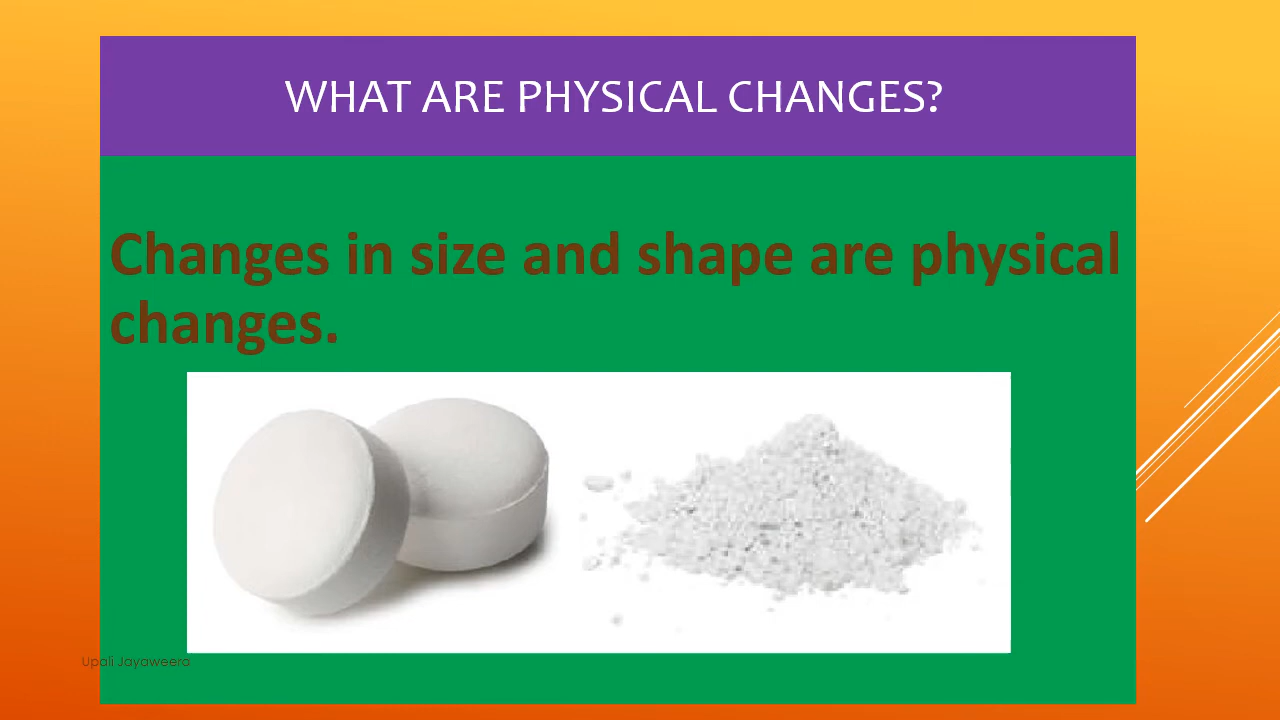 WHAT ARE PHYSICAL CHANGES?
Changes in size and shape are physical
changes.
Upali Jayaweera